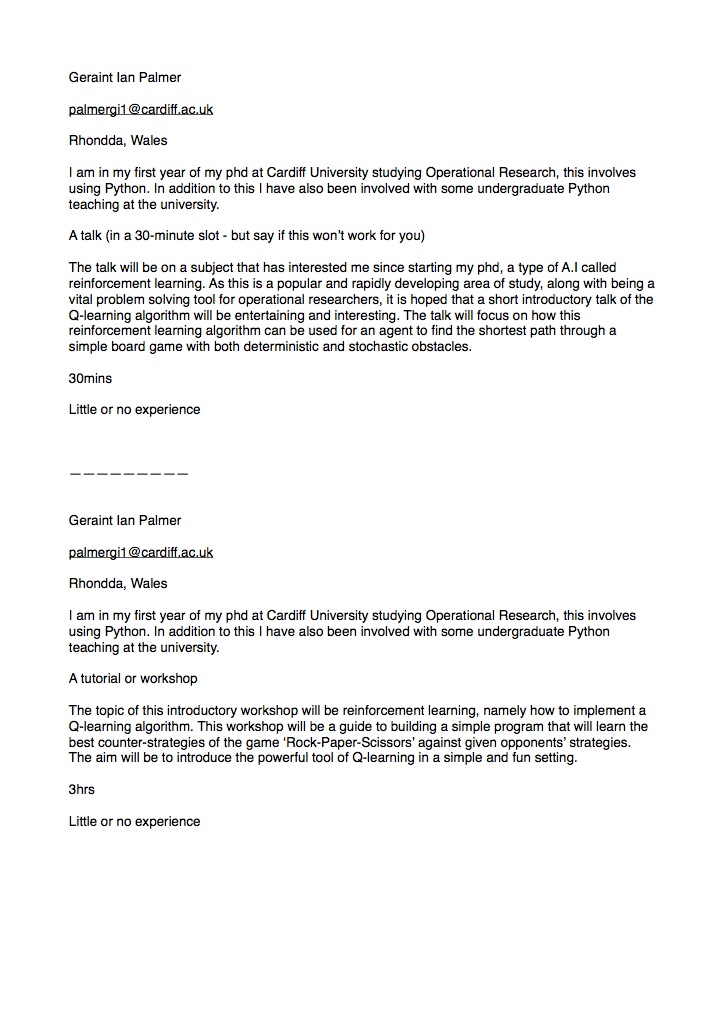 Geraint Ian Palmer
palmergi1@cardiff.ac.uk
Rhondda, Wales
I am in my first year of my phd at Cardiff University studying Operational Research, this involves
using Python. In addition to this I have also been involved with some undergraduate Python
teaching at the university.
A talk (in a 30-minute slot - but say if this won’t work for you)
The talk will be on a subject that has interested me since starting my phd, a type of A.I called
reinforcement learning. As this is a popular and rapidly developing area of study, along with being a
vital problem solving tool for operational researchers, it is hoped that a short introductory talk of the
Q-learning algorithm will be entertaining and interesting. The talk will focus on how this
reinforcement learning algorithm can be used for an agent to find the shortest path through a
simple board game with both deterministic and stochastic obstacles.
30mins
Little or no experience
—————————
Geraint Ian Palmer
palmergi1@cardiff.ac.uk
Rhondda, Wales
I am in my first year of my phd at Cardiff University studying Operational Research, this involves
using Python. In addition to this I have also been involved with some undergraduate Python
teaching at the university.
A tutorial or workshop
The topic of this introductory workshop will be reinforcement learning, namely how to implement a
Q-learning algorithm. This workshop will be a guide to building a simple program that will learn the
best counter-strategies of the game ‘Rock-Paper-Scissors’ against given opponents’ strategies.
The aim will be to introduce the powerful tool of Q-learning in a simple and fun setting.
3hrs
Little or no experience